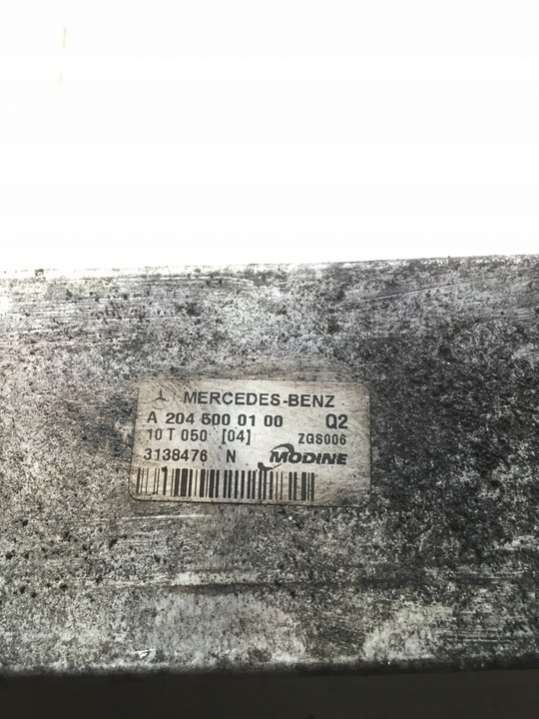 MERCEDES-BENZ
A 204 500 01 00 Q2
10 T 050 [04] ZGS006
3138476 N MODINE